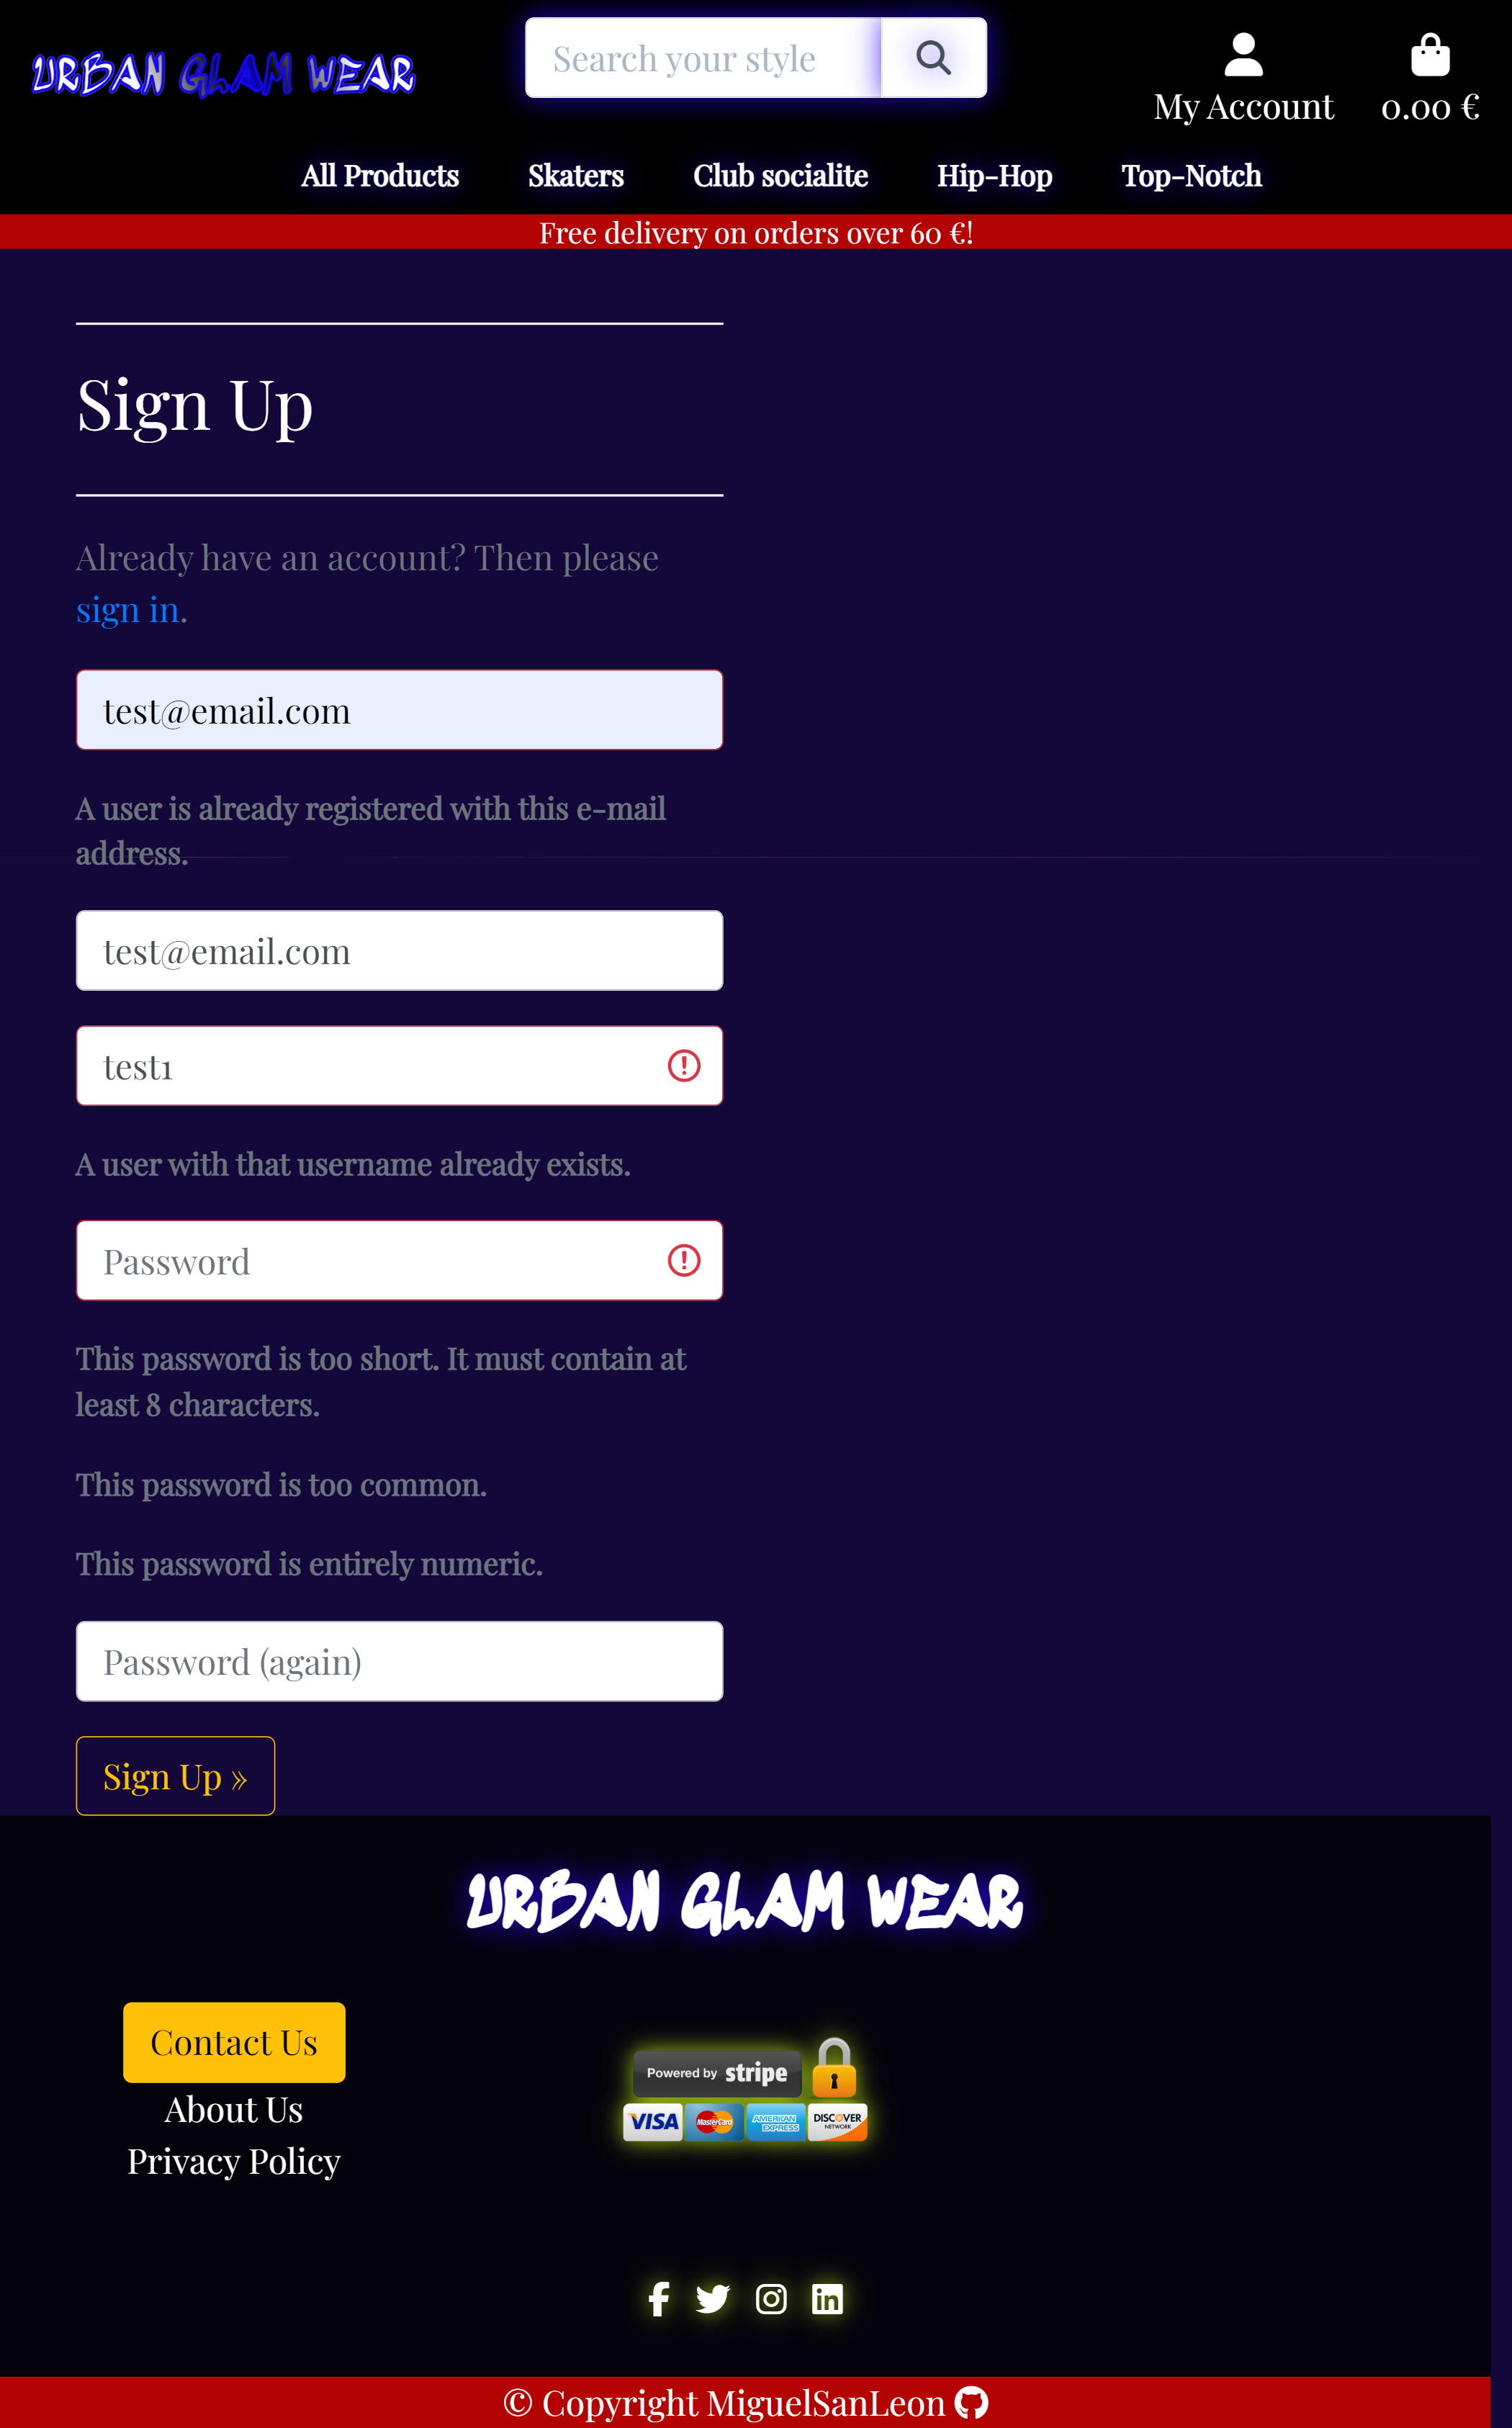 URBAN GLAM WEAR
Search your style
My Account
0.00 €
All Products Skaters Club socialite Hip-Hop Top-Notch
Free delivery on orders over 60 €!
Sign Up
Already have an account? Then please
sign in.
test@email.com
A user is already registered with this e-mail
address.
test@email.com
test1
A user with that username already exists.
Password
This password is too short. It must contain at
least 8 characters.
This password is too common.
This password is entirely numeric.
Password (again)
Sign Up »
URBAN GLAM WEAR
Contact Us
About Us
Privacy Policy
Powered by stripe
VISA MasterCard AMERICAN EXPRESS DISCOVER NETWORK
© Copyright MiguelSanLeon